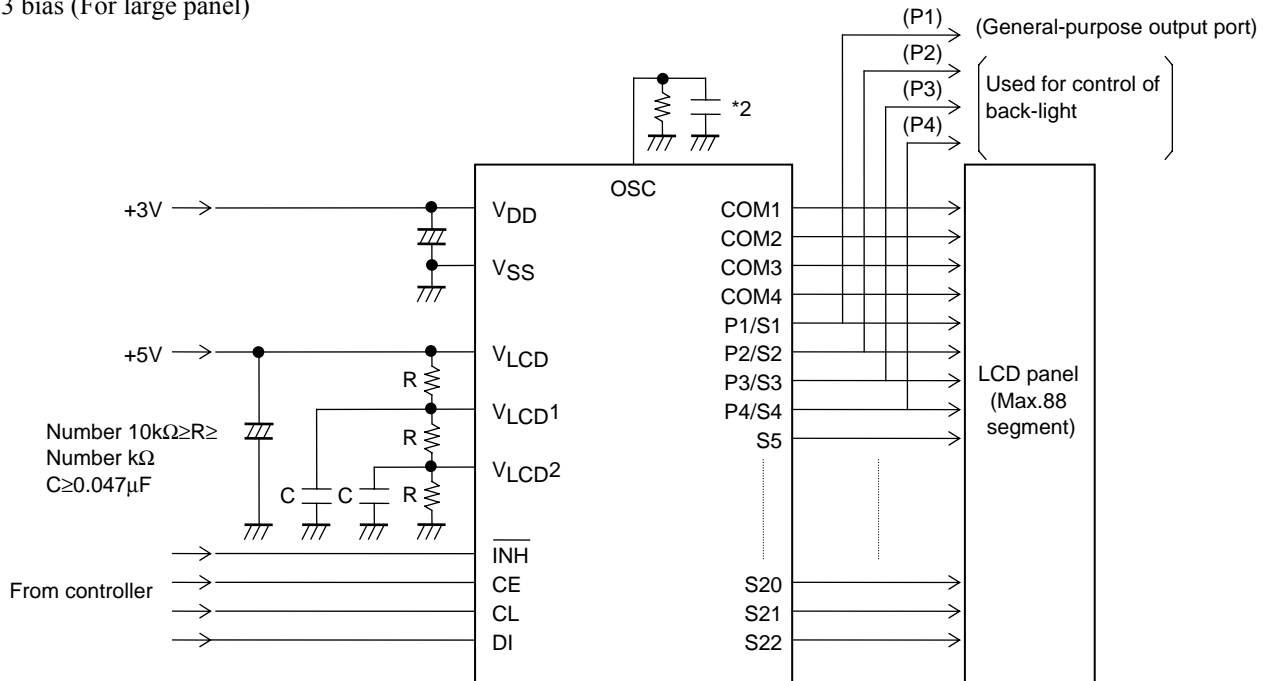 3 bias (For large panel)
(P1)
(General-purpose output port)
(P2)
(P3)
(P4)
Used for control of
back-light
*2
OSC
+3V
VDD
VSS
+5V
VLCD
R
VLCD1
R
VLCD2
R
C
C
Number 10kΩ≥R≥
Number kΩ
C≥0.047μF
From controller
INH
CE
CL
DI
COM1
COM2
COM3
COM4
P1/S1
P2/S2
P3/S3
P4/S4
S5
S20
S21
S22
LCD panel
(Max.88
segment)